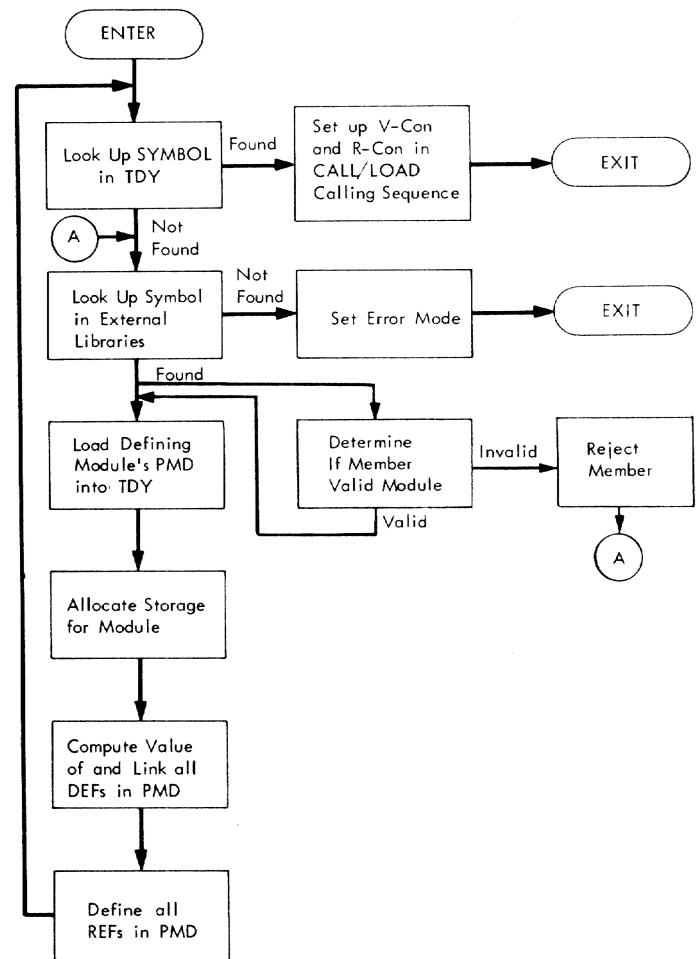 ENTER
Look Up SYMBOL
in TDY
Found
Set up V-Con
and R-Con in
CALL/LOAD
Calling Sequence
EXIT
A
Not
Found
Look Up Symbol
in External
Libraries
Not
Found
Set Error Mode
EXIT
Found
Load Defining
Module's PMD
into TDY
Determine
If Member
Valid Module
Invalid
Reject
Member
Valid
A
Allocate Storage
for Module
Compute Value
of and Link all
DEFs in PMD
Define all
REFs in PMD